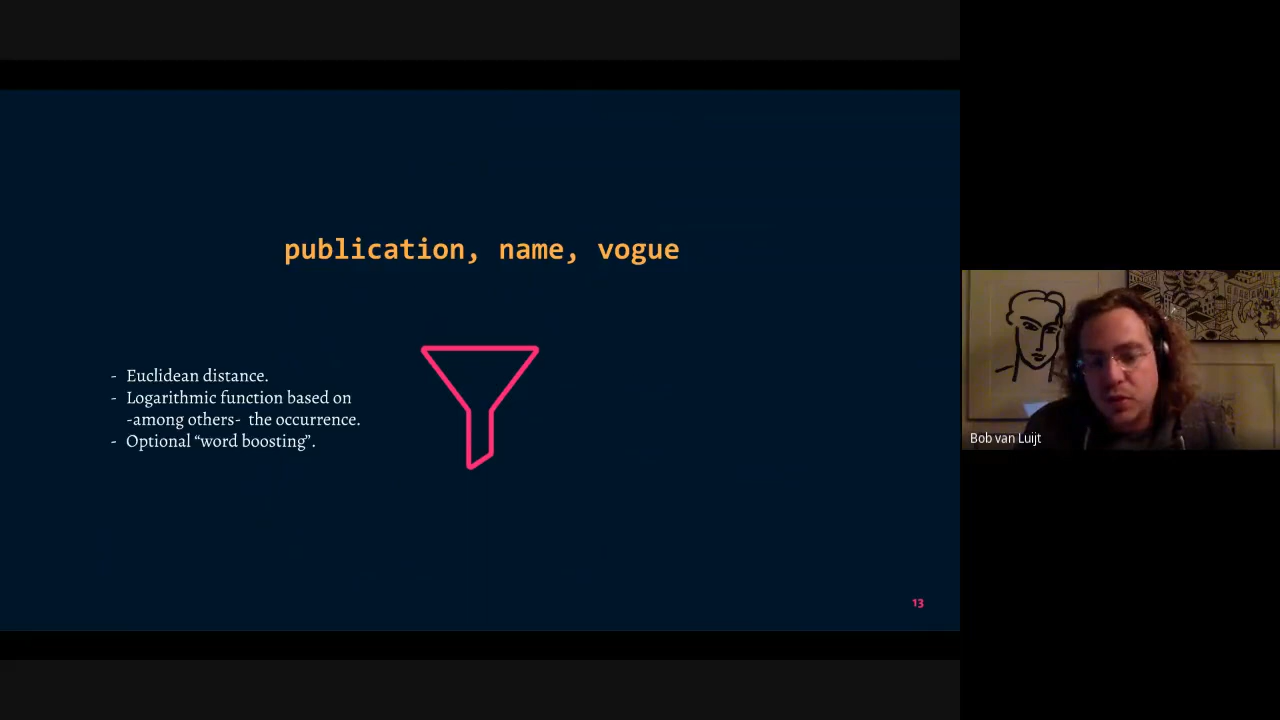 publication, name, vogue
- Euclidean distance.
- Logarithmic function based on
-among others- the occurrence.
- Optional “word boosting”.
13
Bob van Luijt